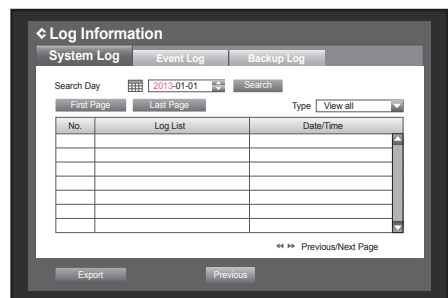 Log Information
System Log Event Log Backup Log
Search Day 2013-01-01 Search
First Page Last Page Type View all
No. Log List Date/Time
Previous/Next Page
Export Previous